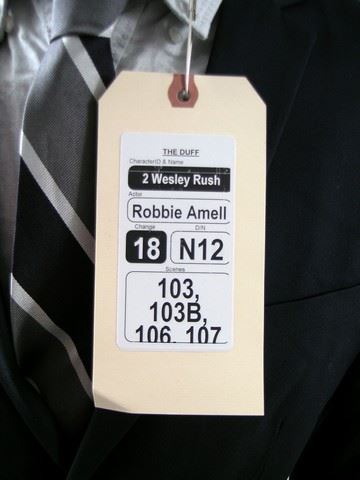 THE DUFF
CharacterID & Name
2 Wesley Rush
Actor
Robbie Amell
Change D/N
18 N12
Scenes
103,
103B,
106, 107